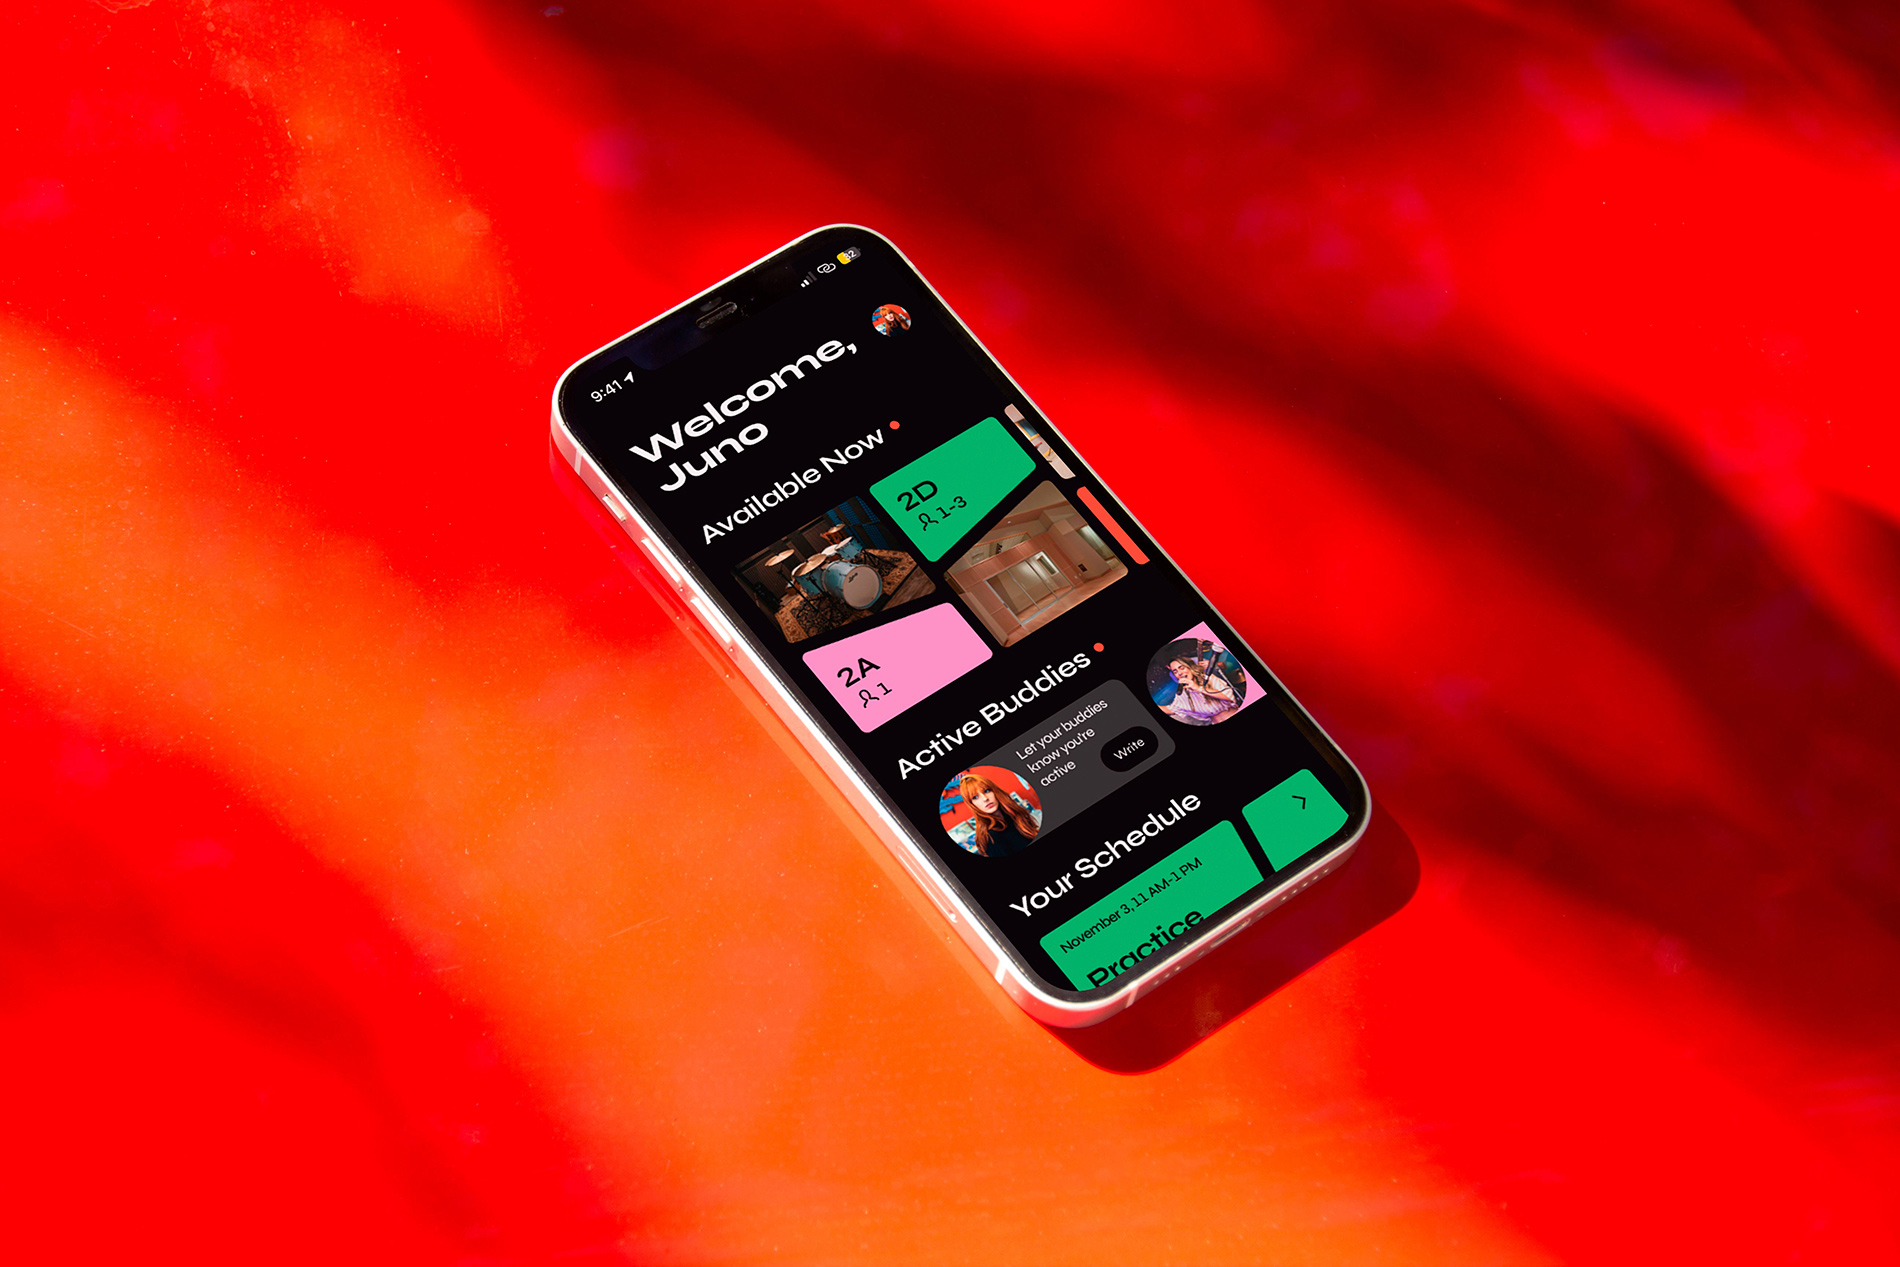 9:41
32
Welcome,
Juno
Available Now
2D
1-3
2A
1
Active Buddies
Let your buddies
know you're
active
Write
Your Schedule
November 3, 11 AM-1 PM
Practice